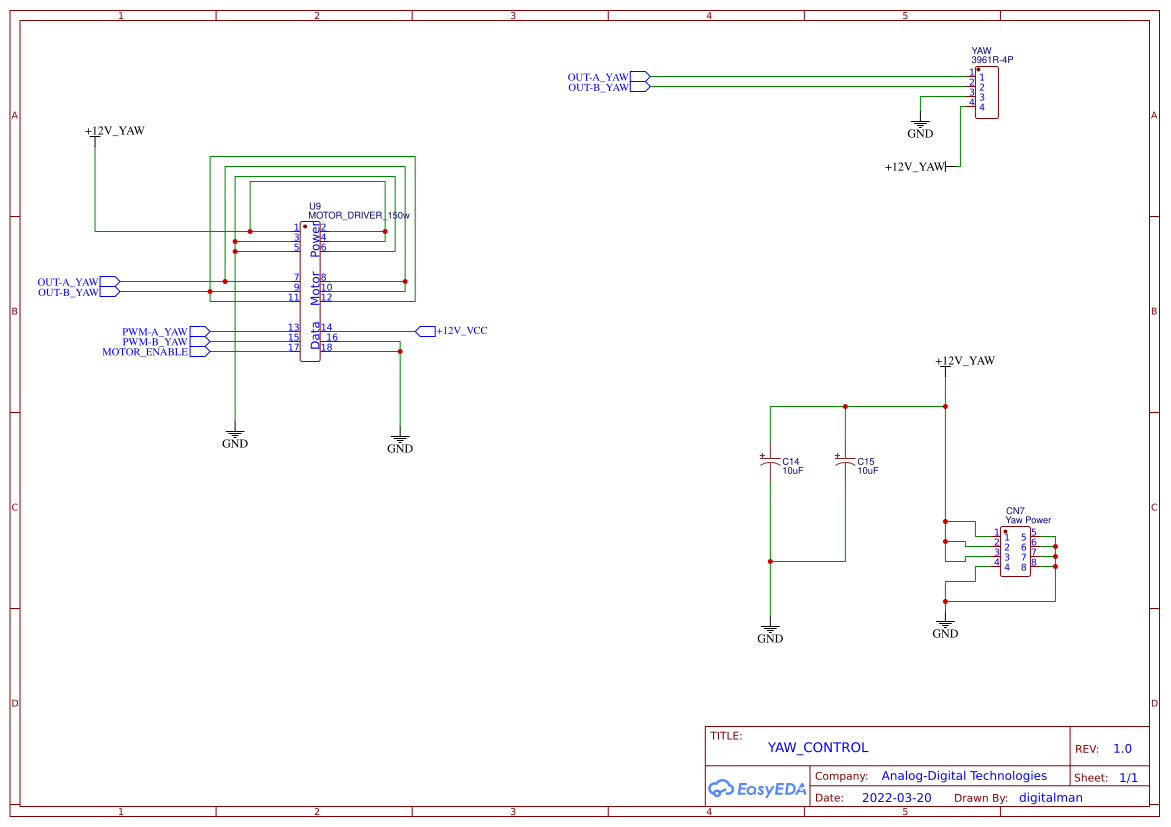 1 2 3 4 5
A A
B B
C C
D D
YAW
3961R-4P
OUT-A_YAW
OUT-B_YAW
1 1
2 2
3 3
4 4
GND
+12V_YAW
+12V_YAW
U9
MOTOR_DRIVER_150w
Power
Motor
Data
1 2
3 4
5 6
OUT-A_YAW 7 8
OUT-B_YAW 9 10
11 12
PWM-A_YAW 13 14 +12V_VCC
PWM-B_YAW 15 16
MOTOR_ENABLE 17 18
GND
GND
+12V_YAW
+ C14
10uF
+ C15
10uF
CN7
Yaw Power
1 1 5 5
2 2 6 6
3 3 7 7
4 4 8 8
GND
GND
TITLE:
YAW_CONTROL
REV: 1.0
EasyEDA
Company: Analog-Digital Technologies
Sheet: 1/1
Date: 2022-03-20 Drawn By: digitalman
1 2 3 4 5